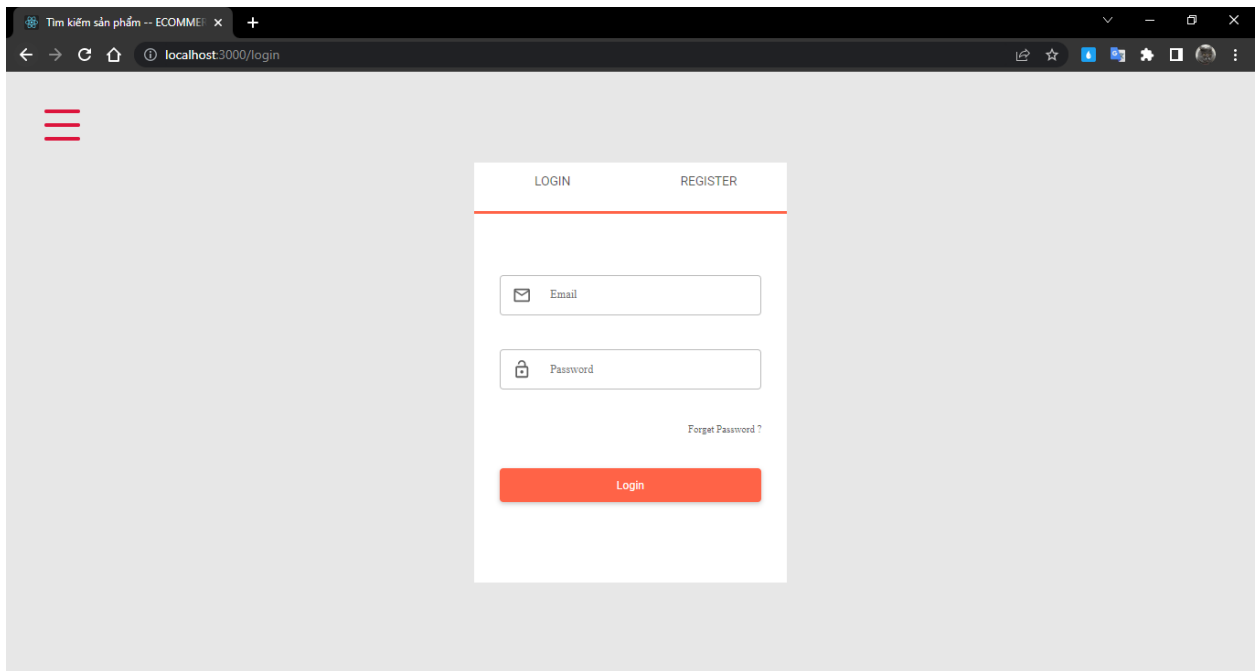 Tìm kiếm sản phẩm -- ECOMMER
localhost:3000/login
LOGIN REGISTER
Email
Password
Forget Password ?
Login